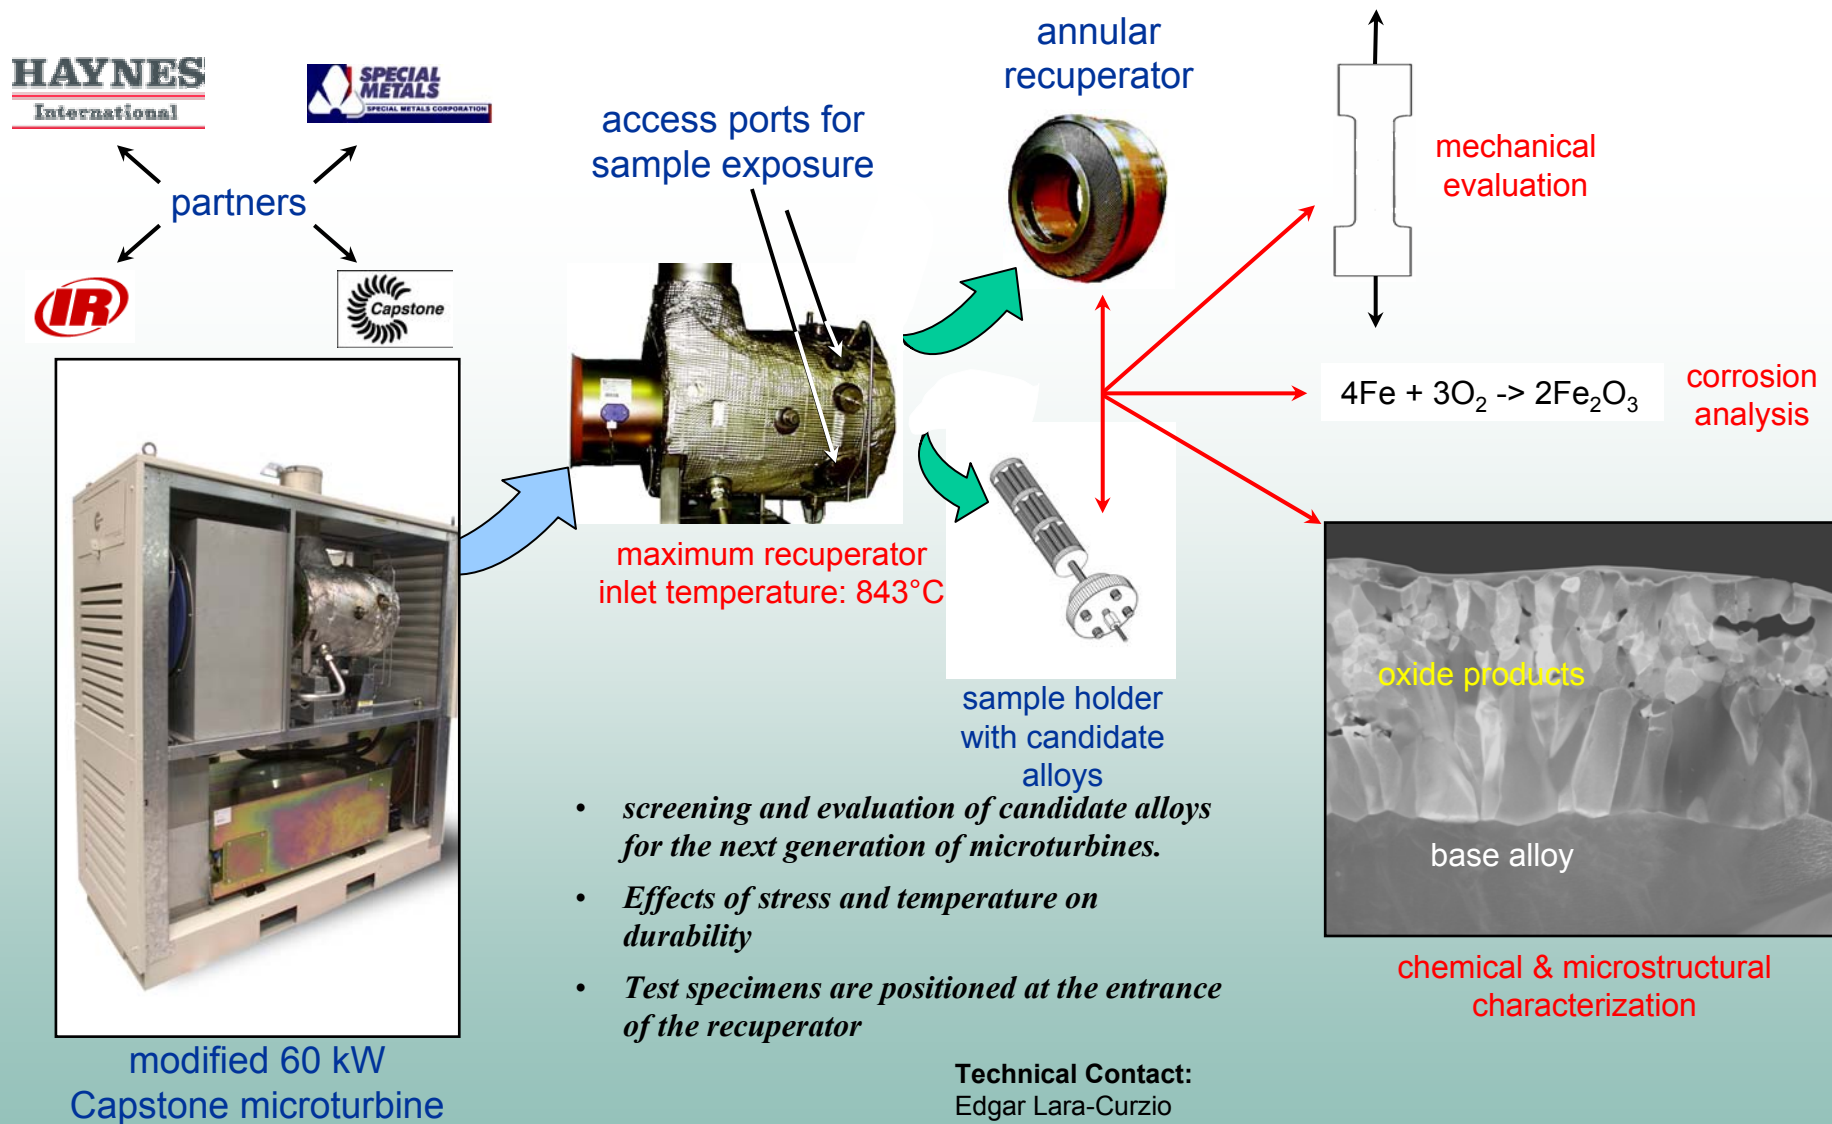 HAYNES
International
SPECIAL
METALS
SPECIAL METALS CORPORATION
partners
IR
Capstone
modified 60 kW
Capstone microturbine
access ports for
sample exposure
maximum recuperator
inlet temperature: 843°C
annular
recuperator
sample holder
with candidate
alloys
mechanical
evaluation
4Fe + 3O₂ -> 2Fe₂O₃
corrosion
analysis
oxide products
base alloy
chemical & microstructural
characterization
• screening and evaluation of candidate alloys
for the next generation of microturbines.
• Effects of stress and temperature on
durability
• Test specimens are positioned at the entrance
of the recuperator
Technical Contact:
Edgar Lara-Curzio